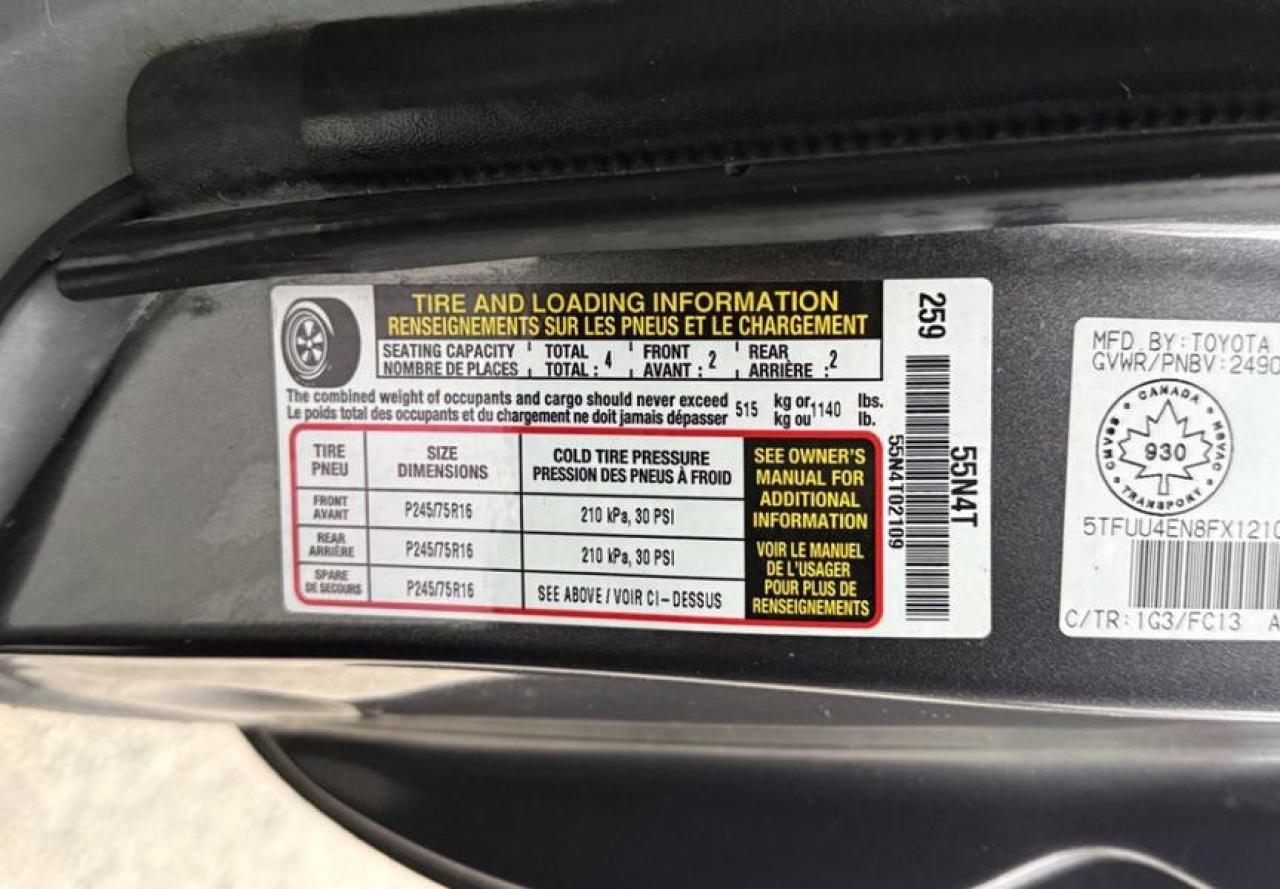 TIRE AND LOADING INFORMATION
RENSEIGNEMENTS SUR LES PNEUS ET LE CHARGEMENT
SEATING CAPACITY TOTAL FRONT REAR
NOMBRE DE PLACES TOTAL : 4 AVANT : 2 ARRIÈRE : 2
The combined weight of occupants and cargo should never exceed 515 kg or 1140 lbs.
Le poids total des occupants et du chargement ne doit jamais dépasser kg ou lb.
TIRE SIZE COLD TIRE PRESSURE
PNEU DIMENSIONS PRESSION DES PNEUS À FROID
FRONT
AVANT P245/75R16 210 kPa, 30 PSI
REAR
ARRIÈRE P245/75R16 210 kPa, 30 PSI
SPARE
DE SECOURS P245/75R16 SEE ABOVE / VOIR CI-DESSUS
SEE OWNER'S
MANUAL FOR
ADDITIONAL
INFORMATION
VOIR LE MANUEL
DE L'USAGER
POUR PLUS DE
RENSEIGNEMENTS
259
55N4T
55N4T02109
MFD. BY: TOYOTA
GVWR/PNBV: 2490
CANADA
CMVSS NSVAC
930
TRANSPORT
5TFUU4EN8FX121
C/TR: 1G3/FC13 A